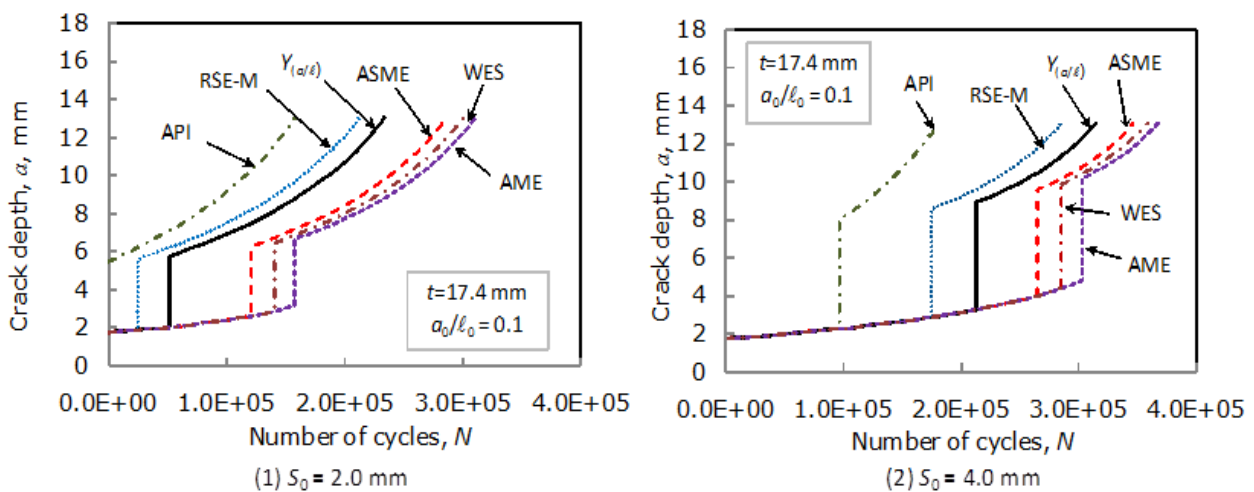 18
16
14
12
10
8
6
4
2
0
Crack depth, a, mm
API
RSE-M
Y(a/ℓ)
ASME
WES
AME
t=17.4 mm
a0/ℓ0 = 0.1
0.0E+00 1.0E+05 2.0E+05 3.0E+05 4.0E+05
Number of cycles, N
(1) S0 = 2.0 mm
18
16
14
12
10
8
6
4
2
0
Crack depth, a, mm
t=17.4 mm
a0/ℓ0 = 0.1
API
RSE-M
Y(a/ℓ)
ASME
WES
AME
0.0E+00 1.0E+05 2.0E+05 3.0E+05 4.0E+05
Number of cycles, N
(2) S0 = 4.0 mm